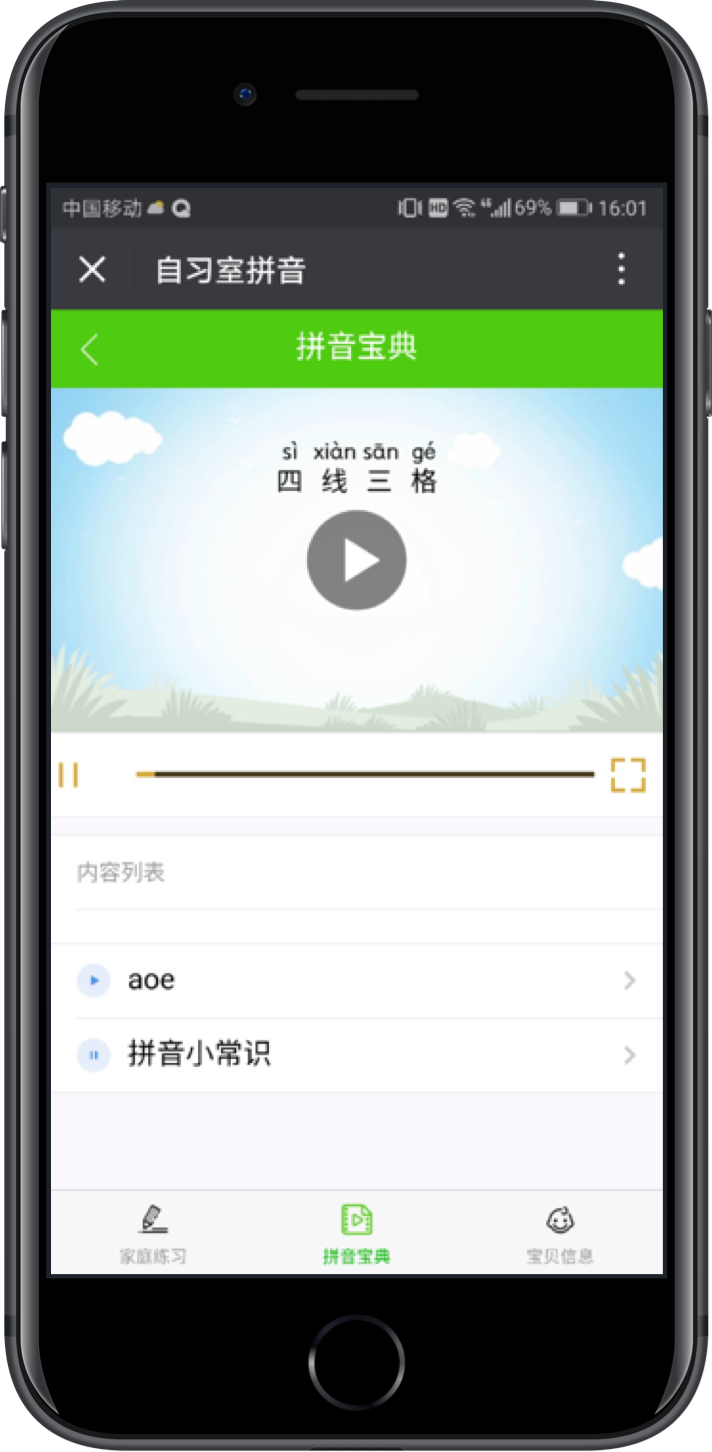 中国移动 HD 46 69% 16:01
自习室拼音
拼音宝典
sì xiàn sān gé
四 线 三 格
内容列表
aoe
拼音小常识
家庭练习 拼音宝典 宝贝信息